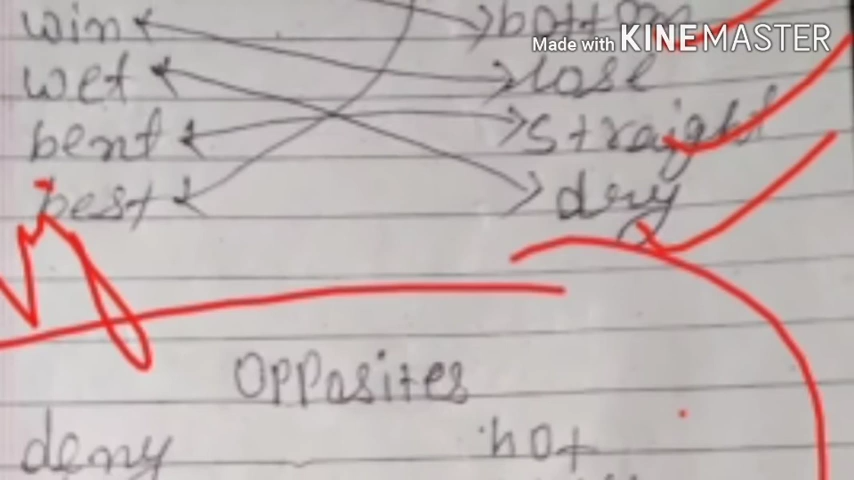 bottom
Made with KINEMASTER
win lose
wet straight
bent dry
best
Opposites
deny hot